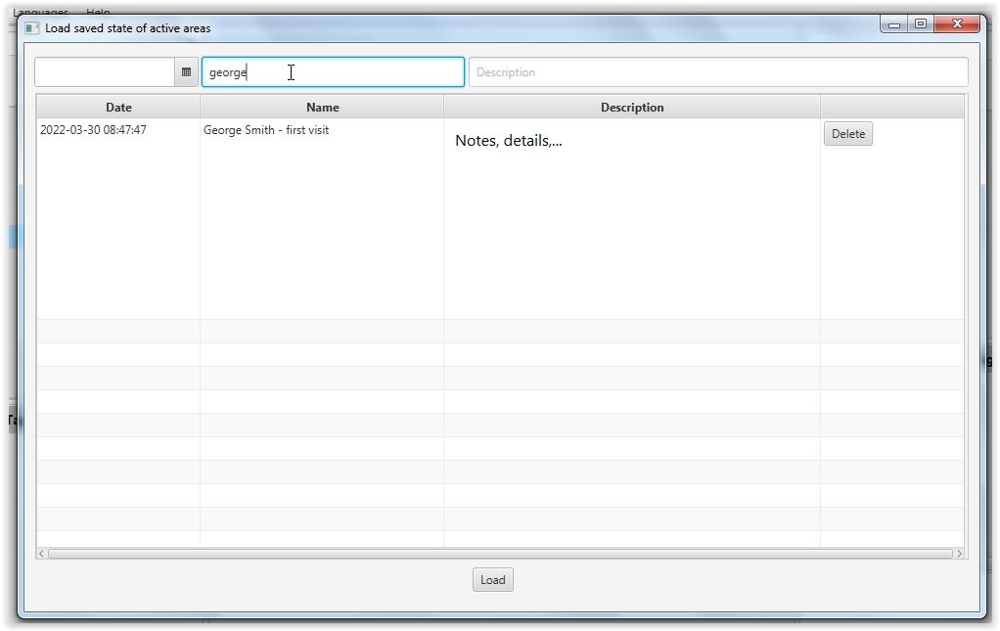 Languages Help
Load saved state of active areas
george
Description
Date Name Description
2022-03-30 08:47:47 George Smith - first visit Notes, details,... Delete
Load